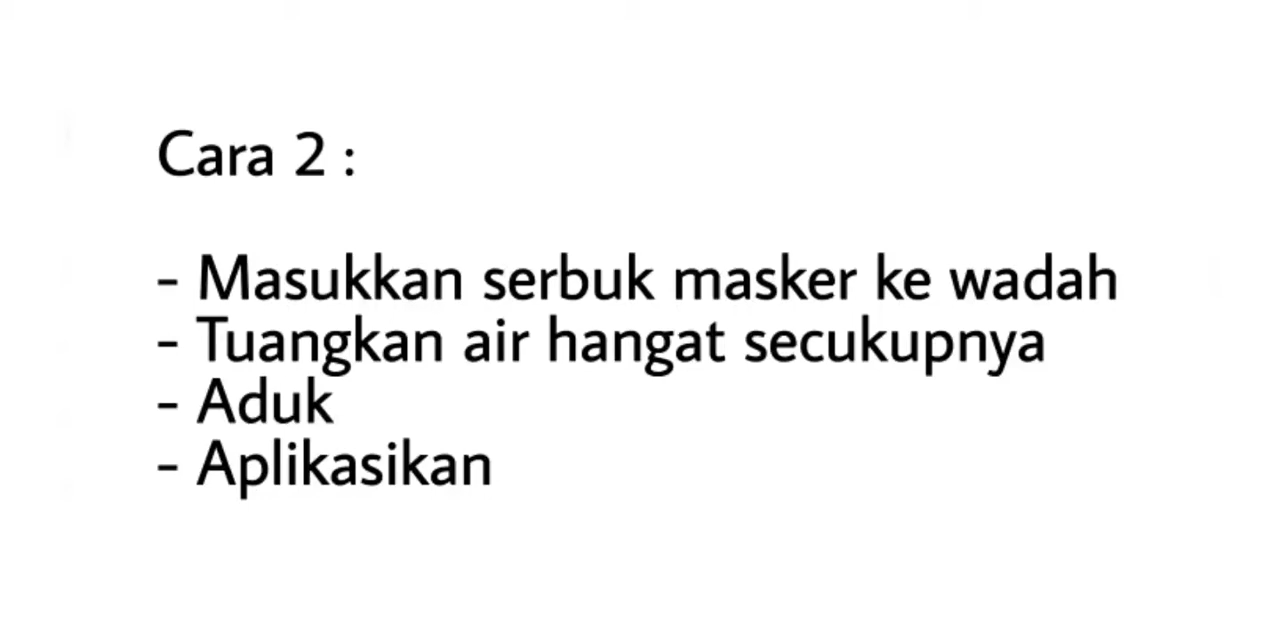 Cara 2 :
- Masukkan serbuk masker ke wadah
- Tuangkan air hangat secukupnya
- Aduk
- Aplikasikan